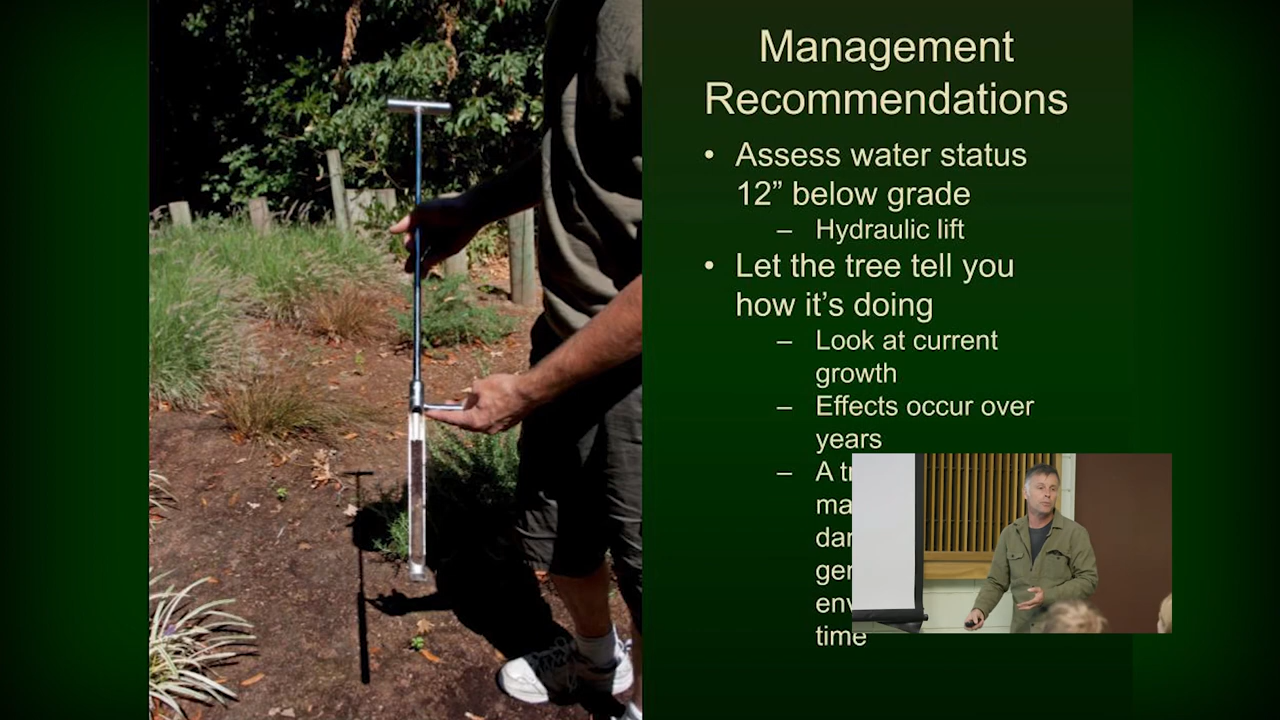 Management
Recommendations
• Assess water status
12” below grade
– Hydraulic lift
• Let the tree tell you
how it’s doing
– Look at current
growth
– Effects occur over
years
– A
time